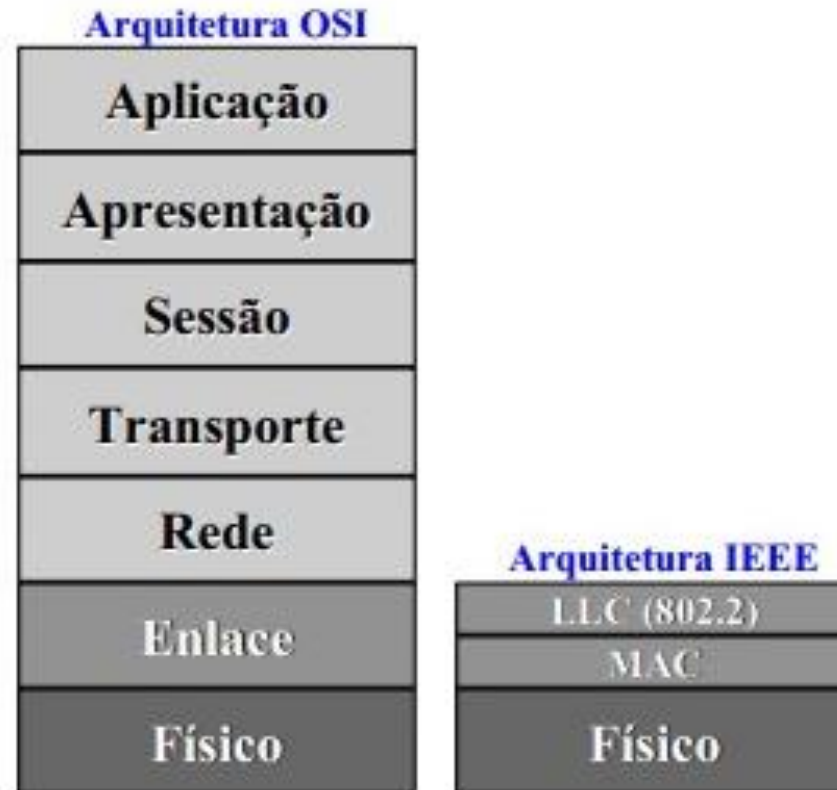 Arquitetura OSI
Aplicação
Apresentação
Sessão
Transporte
Rede
Enlace
Físico
Arquitetura IEEE
LLC (802.2)
MAC
Físico